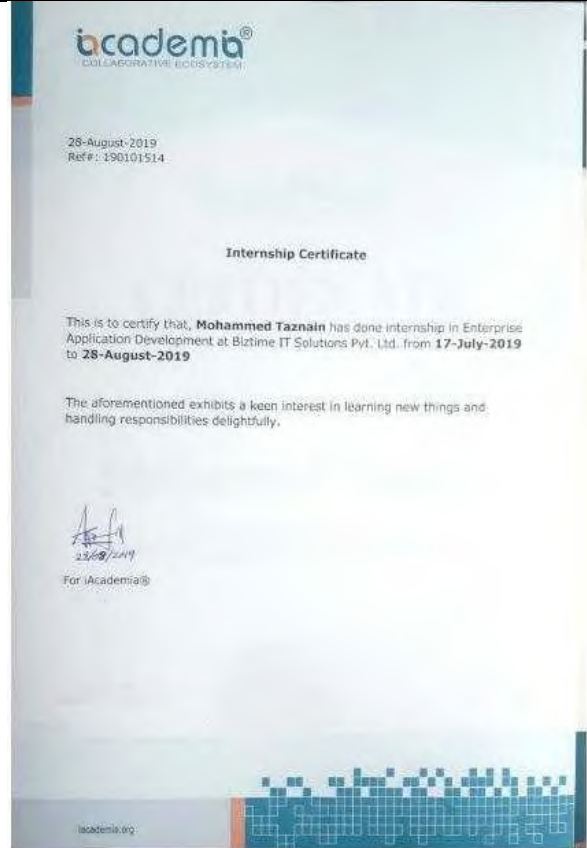 iacademia®
COLLABORATIVE ECOSYSTEM
28-August-2019
Ref#: 190101514
Internship Certificate
This is to certify that, Mohammed Taznain has done internship in Enterprise
Application Development at Biztime IT Solutions Pvt. Ltd. from 17-July-2019
to 28-August-2019
The aforementioned exhibits a keen interest in learning new things and
handling responsibilities delightfully.
28/08/2019
For iAcademia®
iacademia.org